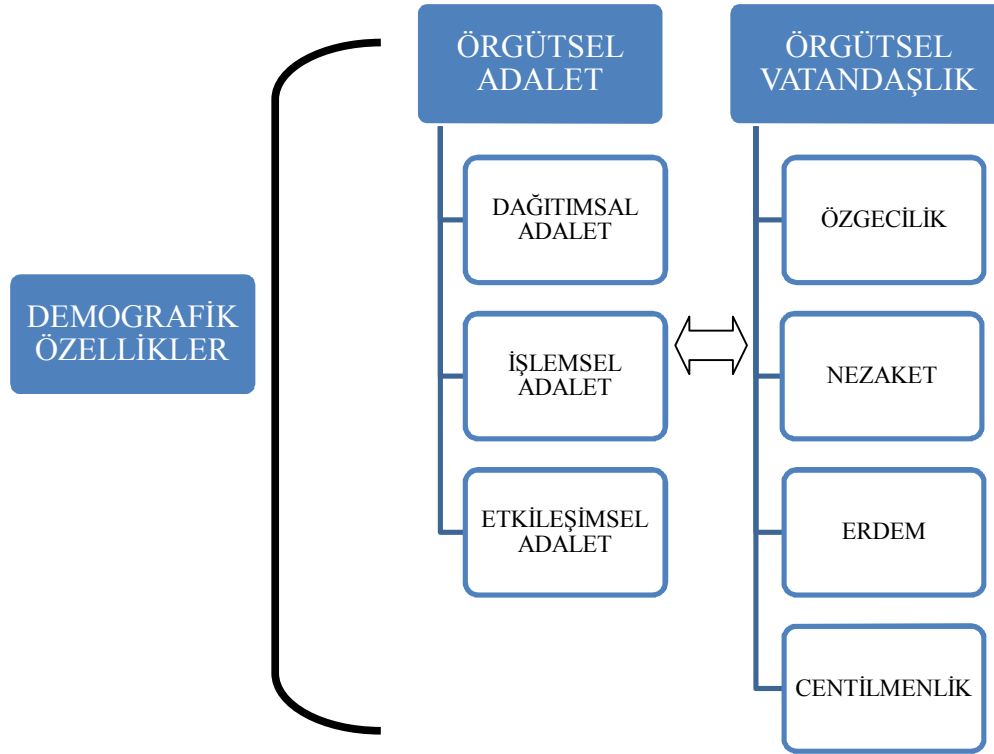 DEMOGRAFİK
ÖZELLİKLER
ÖRGÜTSEL
ADALET
DAĞITIMSAL
ADALET
İŞLEMSEL
ADALET
ETKİLEŞİMSEL
ADALET
ÖRGÜTSEL
VATANDAŞLIK
ÖZGECİLİK
NEZAKET
ERDEM
CENTİLMENLİK